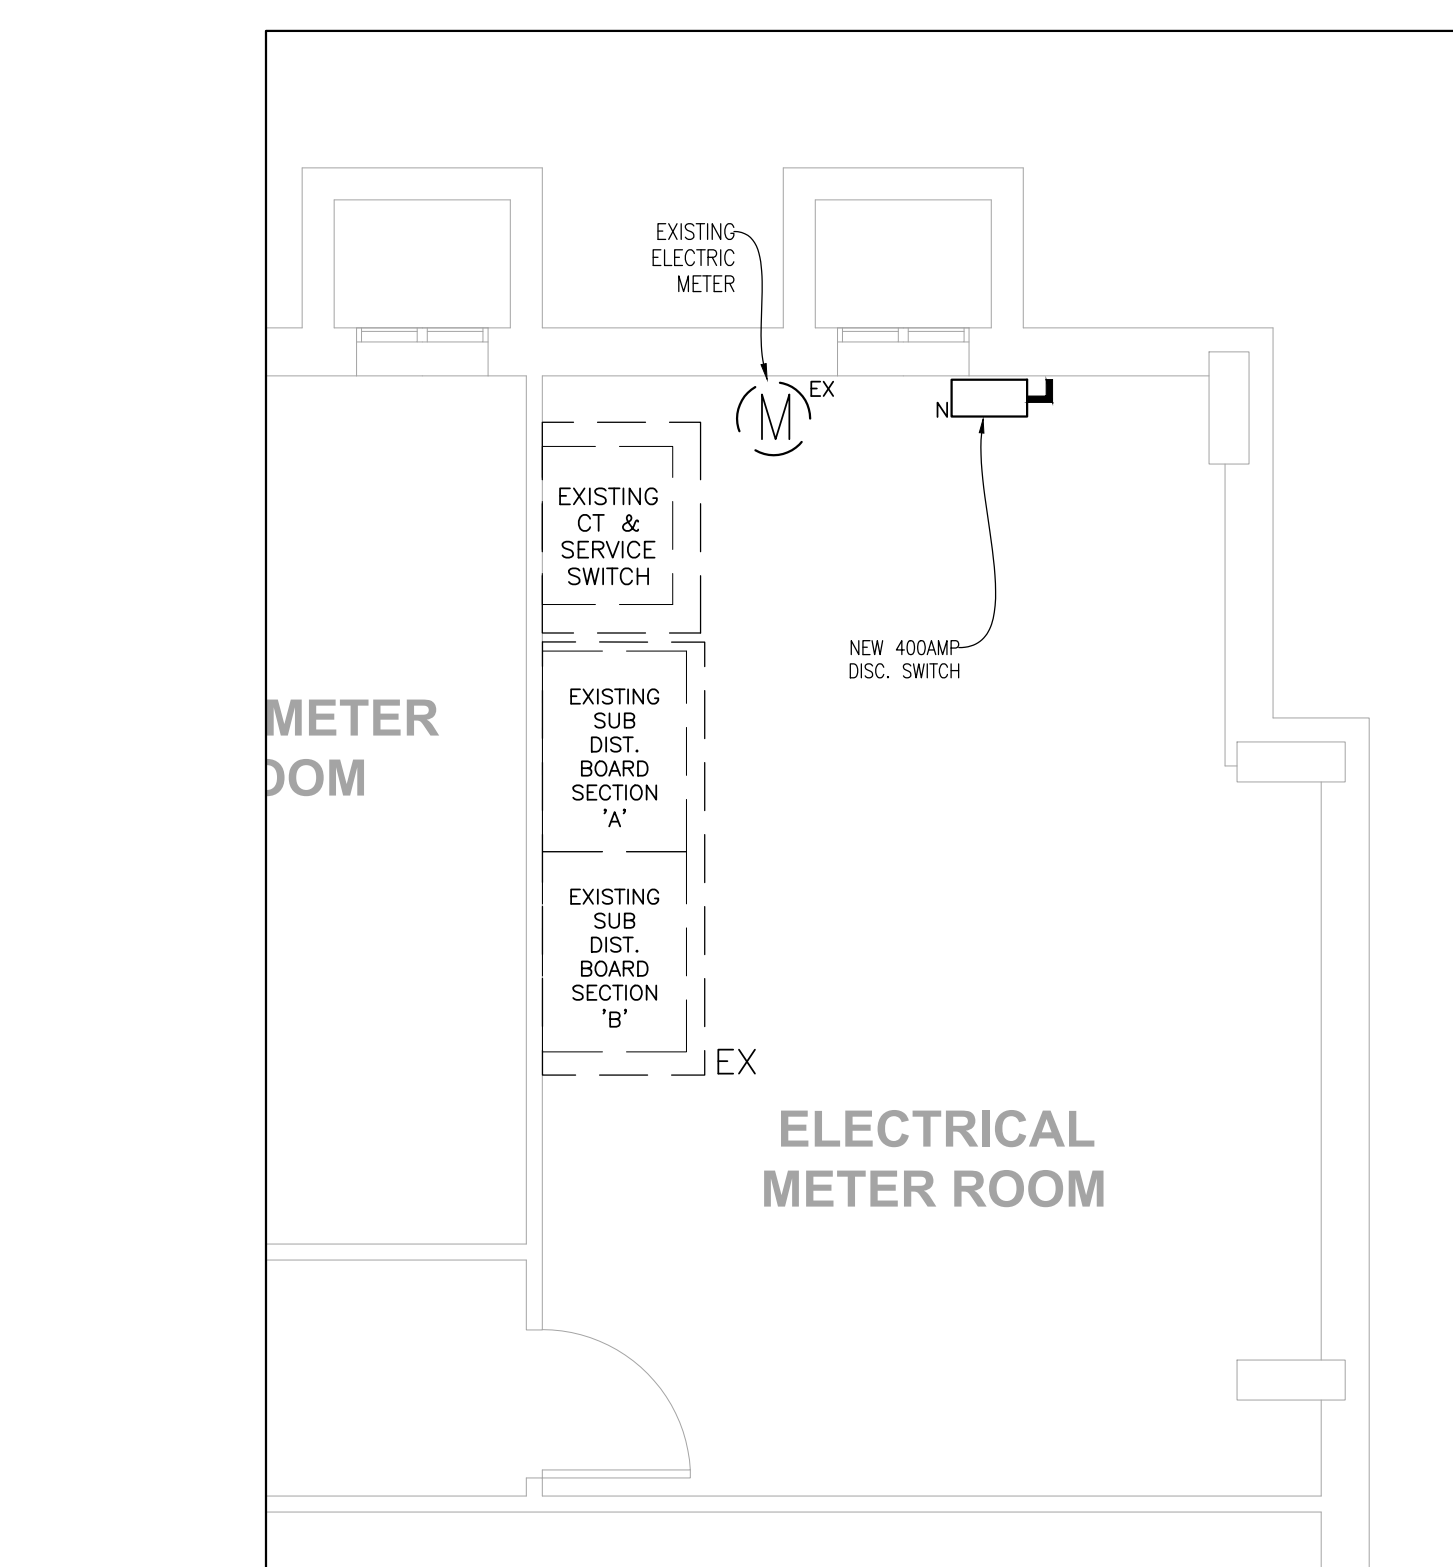 EXISTING
ELECTRIC
METER
EX
N
EXISTING
CT &
SERVICE
SWITCH
NEW 400AMP
DISC. SWITCH
EXISTING
SUB
DIST.
BOARD
SECTION
'A'
METER
OOM
EXISTING
SUB
DIST.
BOARD
SECTION
'B'
EX
ELECTRICAL
METER ROOM
M